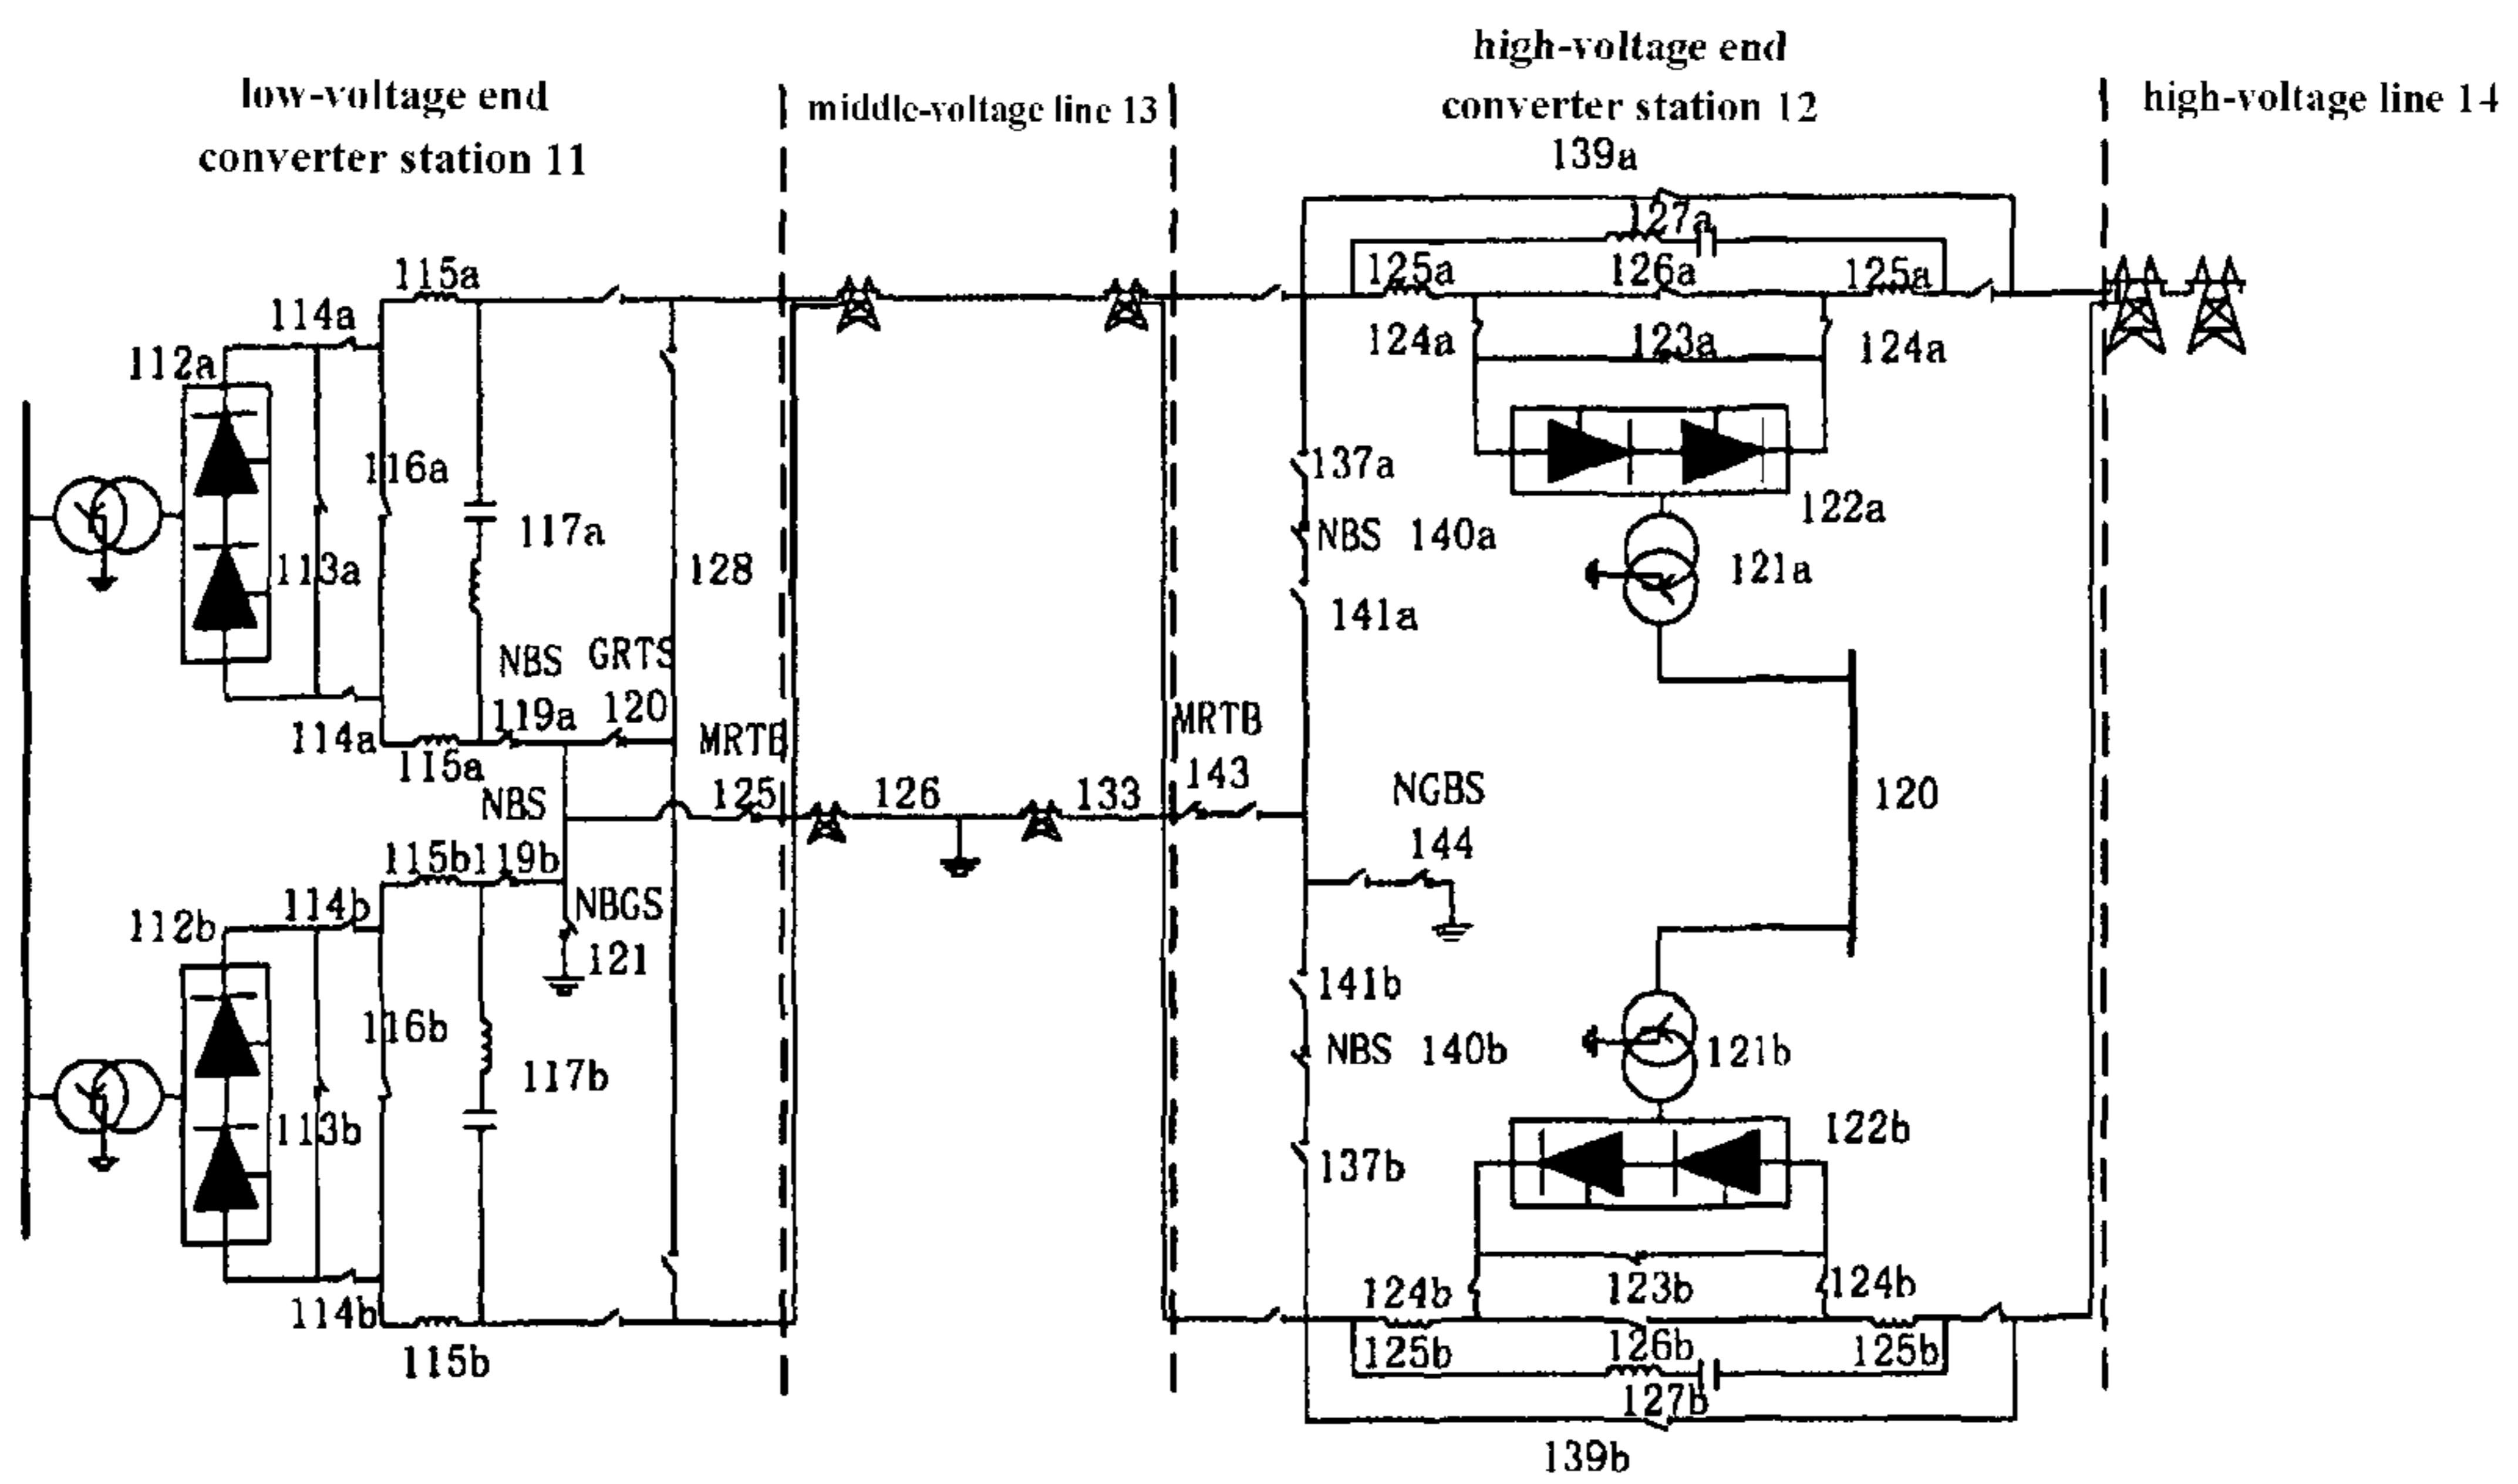 low-voltage end
converter station 11
middle-voltage line 13
high-voltage end
converter station 12
high-voltage line 14
139a
127a
115a
125a
126a
125a
114a
124a
123a
124a
112a
116a
137a
117a
122a
NBS 140a
113a
128
121a
141a
NBS
GRTS
119a
120
114a
115a
MRTB
MRTB
143
NBS
125
126
133
NGBS
144
120
115b
119b
114b
112b
NBGS
121
141b
116b
NBS 140b
121b
117b
113b
122b
137b
124b
123b
124b
114b
115b
125b
126b
125b
127b
139b